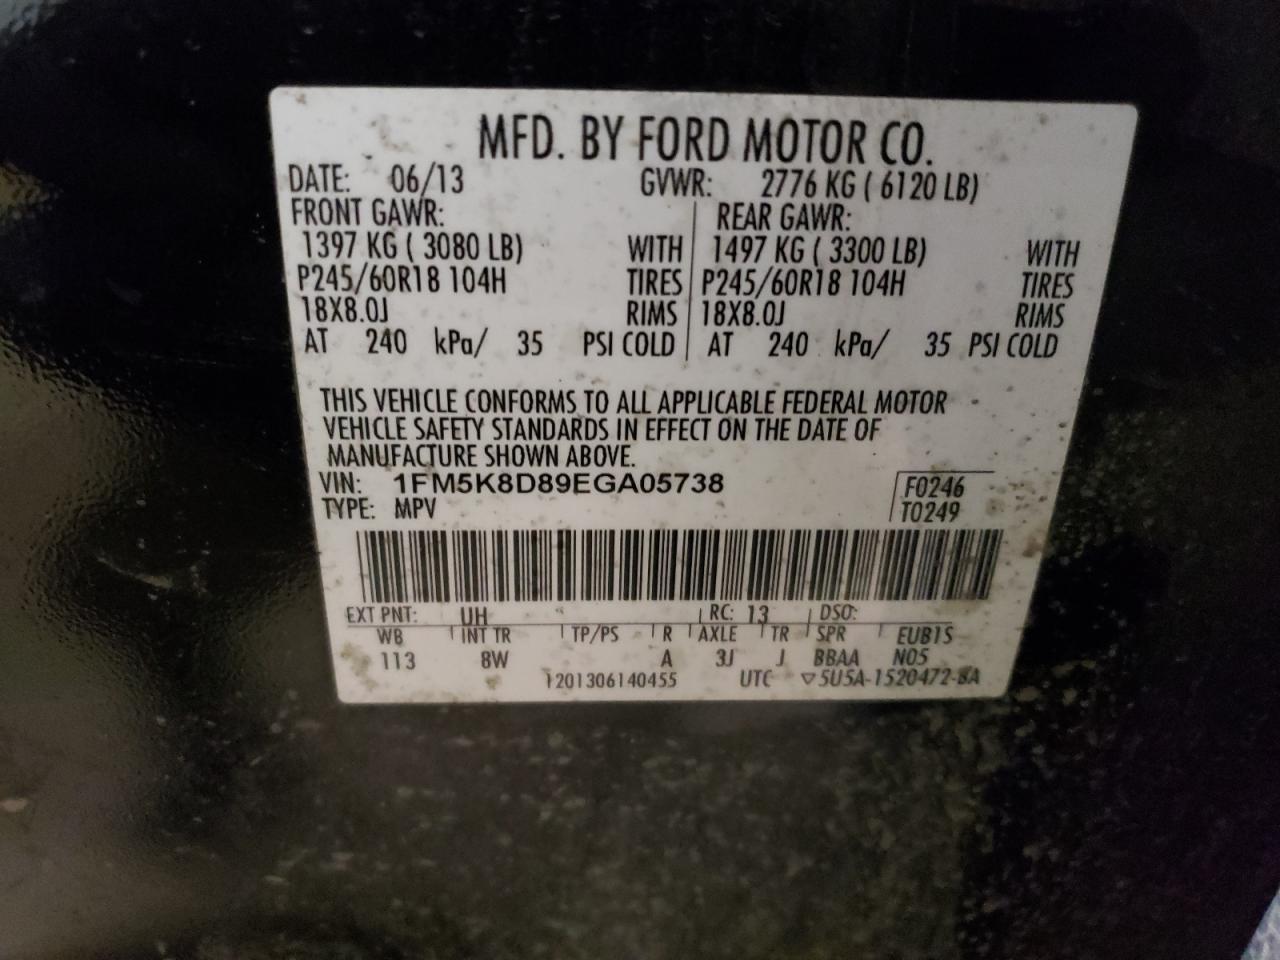 MFD. BY FORD MOTOR CO.
DATE: 06/13 GVWR: 2776 KG ( 6120 LB)
FRONT GAWR: REAR GAWR:
1397 KG ( 3080 LB) WITH 1497 KG ( 3300 LB) WITH
P245/60R18 104H TIRES P245/60R18 104H TIRES
18X8.0J RIMS 18X8.0J RIMS
AT 240 kPa/ 35 PSI COLD AT 240 kPa/ 35 PSI COLD
THIS VEHICLE CONFORMS TO ALL APPLICABLE FEDERAL MOTOR
VEHICLE SAFETY STANDARDS IN EFFECT ON THE DATE OF
MANUFACTURE SHOWN ABOVE.
VIN: 1FM5K8D89EGA05738 F0246
TYPE: MPV T0249
EXT PNT: UH RC: 13 DSO:
WB INT TR TP/PS R AXLE TR SPR EUB1S
113 8W A 3J J BBAA N05
1201306140455 UTC ▽5U5A-1520472-8A